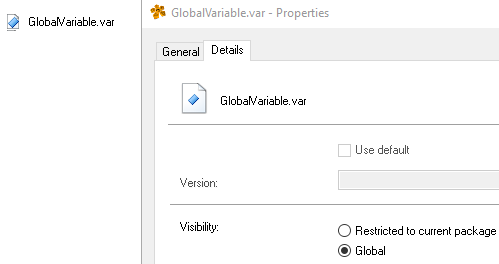 GlobalVariable.var
GlobalVariable.var - Properties
General
Details
GlobalVariable.var
Use default
Version:
Visibility:
Restricted to current package
Global